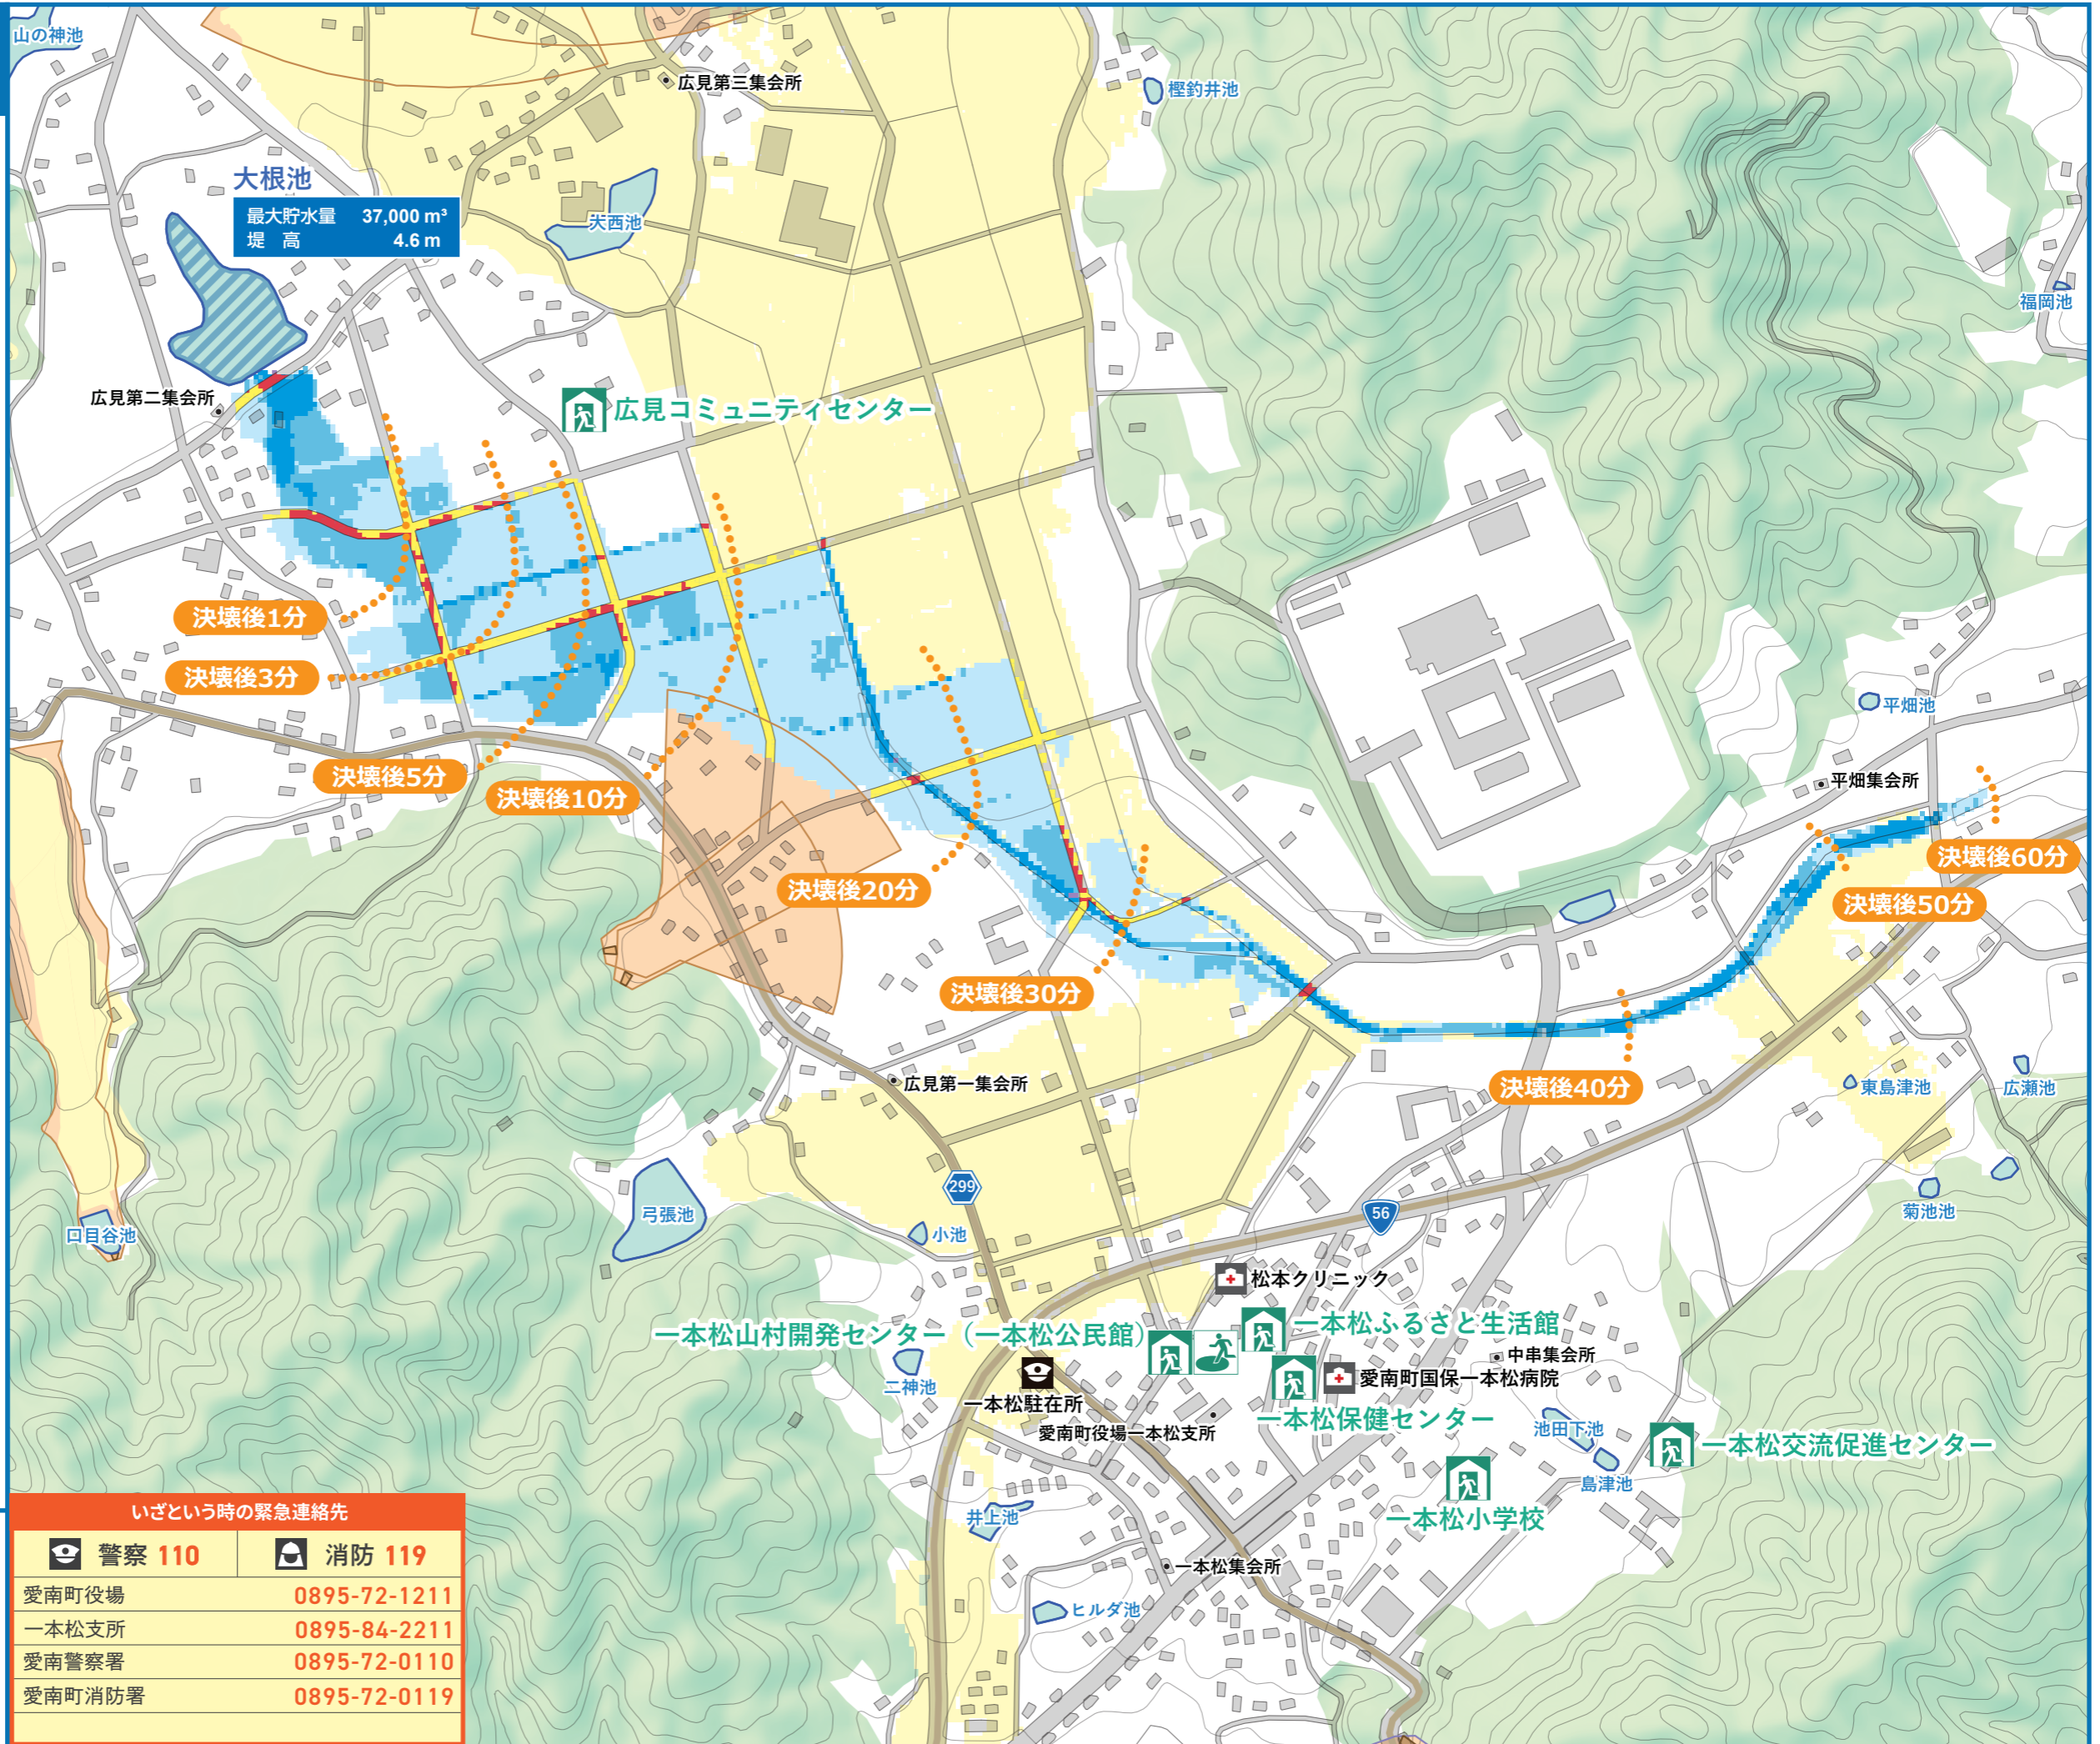 山の神池
広見第三集会所
樫釣井池
大根池
最大貯水量 37,000 m³
堤 高 4.6 m
大西池
福岡池
広見第二集会所
広見コミュニティセンター
決壊後1分
決壊後3分
平畑池
決壊後5分
決壊後10分
平畑集会所
決壊後60分
決壊後20分
決壊後50分
決壊後30分
広見第一集会所
決壊後40分
東島津池
広瀬池
299
56
弓張池
小池
口目谷池
菊池池
松本クリニック
一本松山村開発センター（一本松公民館）
一本松ふるさと生活館
中串集会所
二神池
一本松駐在所
愛南町国保一本松病院
愛南町役場一本松支所
一本松保健センター
池田下池
一本松交流促進センター
島津池
一本松小学校
井上池
一本松集会所
ヒルダ池
いざという時の緊急連絡先
警察 110
消防 119
愛南町役場 0895-72-1211
一本松支所 0895-84-2211
愛南警察署 0895-72-0110
愛南町消防署 0895-72-0119